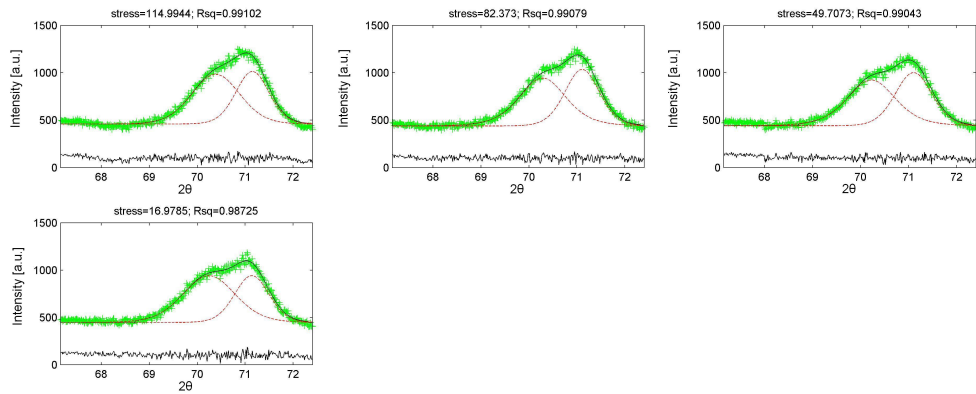 stress=114.9944; Rsq=0.99102
1500
1000
500
0
Intensity [a.u.]
68 69 70 71 72
2θ
stress=82.373; Rsq=0.99079
1500
1000
500
0
Intensity [a.u.]
68 69 70 71 72
2θ
stress=49.7073; Rsq=0.99043
1500
1000
500
0
Intensity [a.u.]
68 69 70 71 72
2θ
stress=16.9785; Rsq=0.98725
1500
1000
500
0
Intensity [a.u.]
68 69 70 71 72
2θ